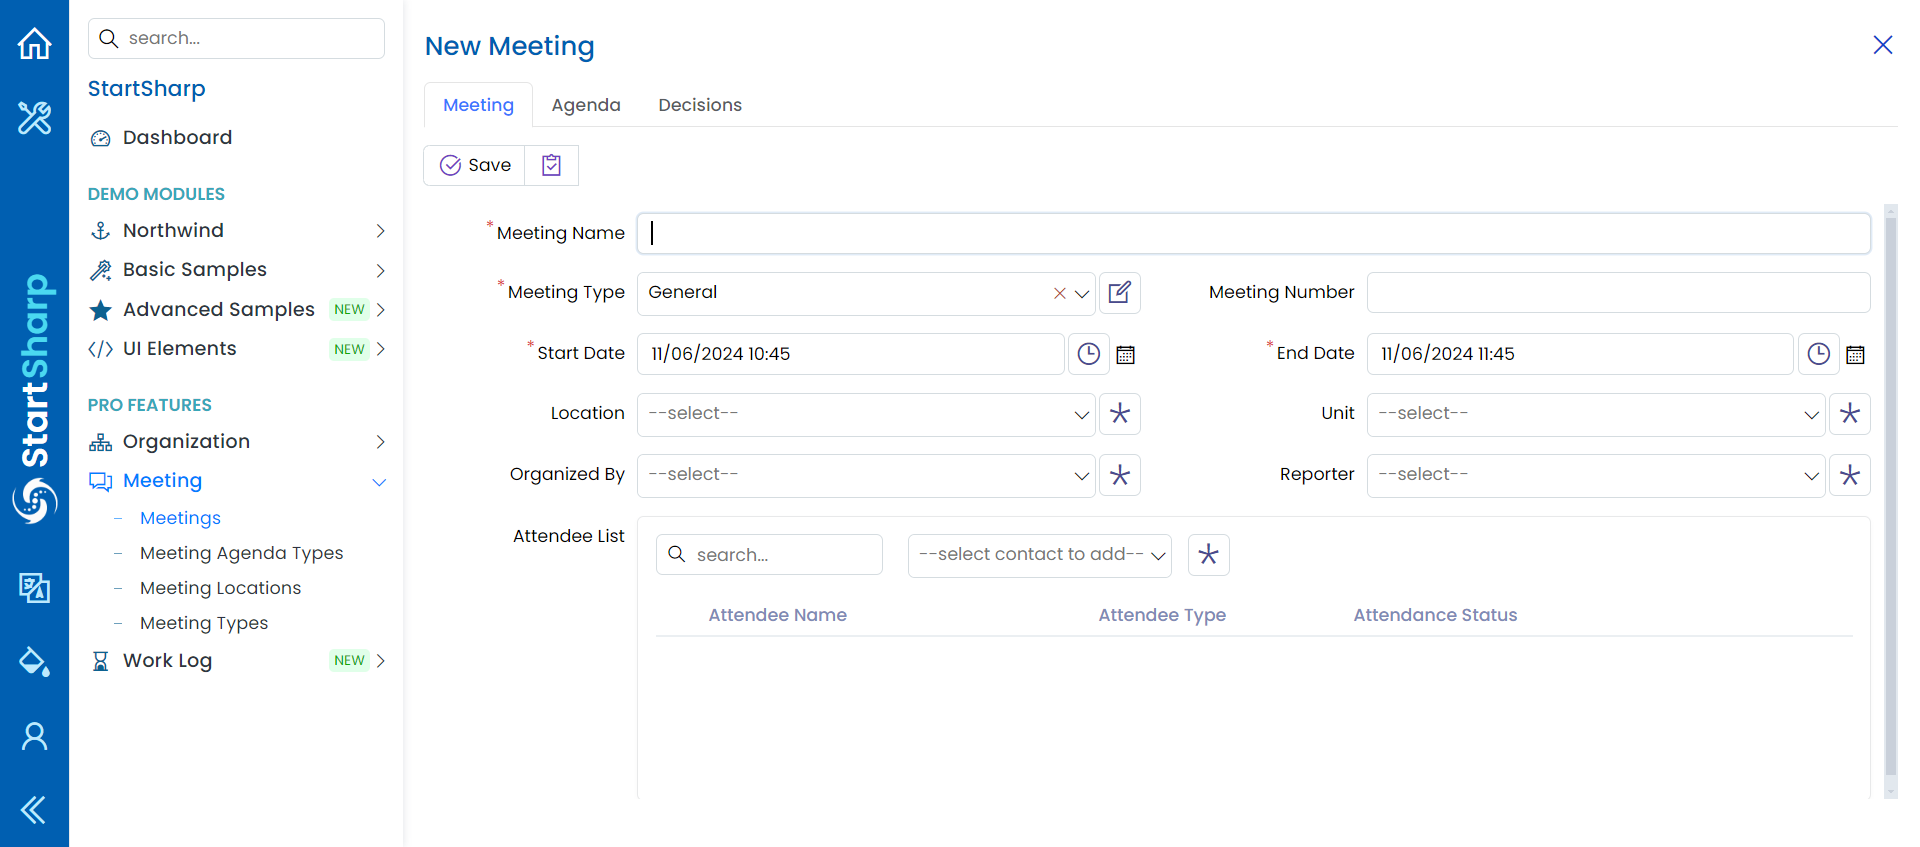 search...
StartSharp
Dashboard
DEMO MODULES
Northwind
Basic Samples
Advanced Samples NEW
UI Elements NEW
PRO FEATURES
Organization
Meeting
Meetings
Meeting Agenda Types
Meeting Locations
Meeting Types
Work Log NEW
StartSharp
New Meeting
Meeting Agenda Decisions
Save
*Meeting Name
*Meeting Type General Meeting Number
*Start Date 11/06/2024 10:45 *End Date 11/06/2024 11:45
Location --select-- Unit --select--
Organized By --select-- Reporter --select--
Attendee List search... --select contact to add--
Attendee Name Attendee Type Attendance Status